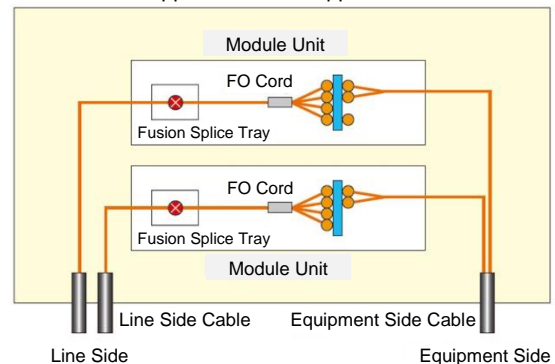 Module Unit
FO Cord
Fusion Splice Tray
FO Cord
Fusion Splice Tray
Module Unit
Line Side Cable
Equipment Side Cable
Line Side
Equipment Side